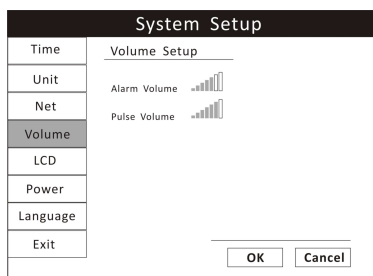 System Setup
Time
Unit
Net
Volume
LCD
Power
Language
Exit
Volume Setup
Alarm Volume
Pulse Volume
OK
Cancel